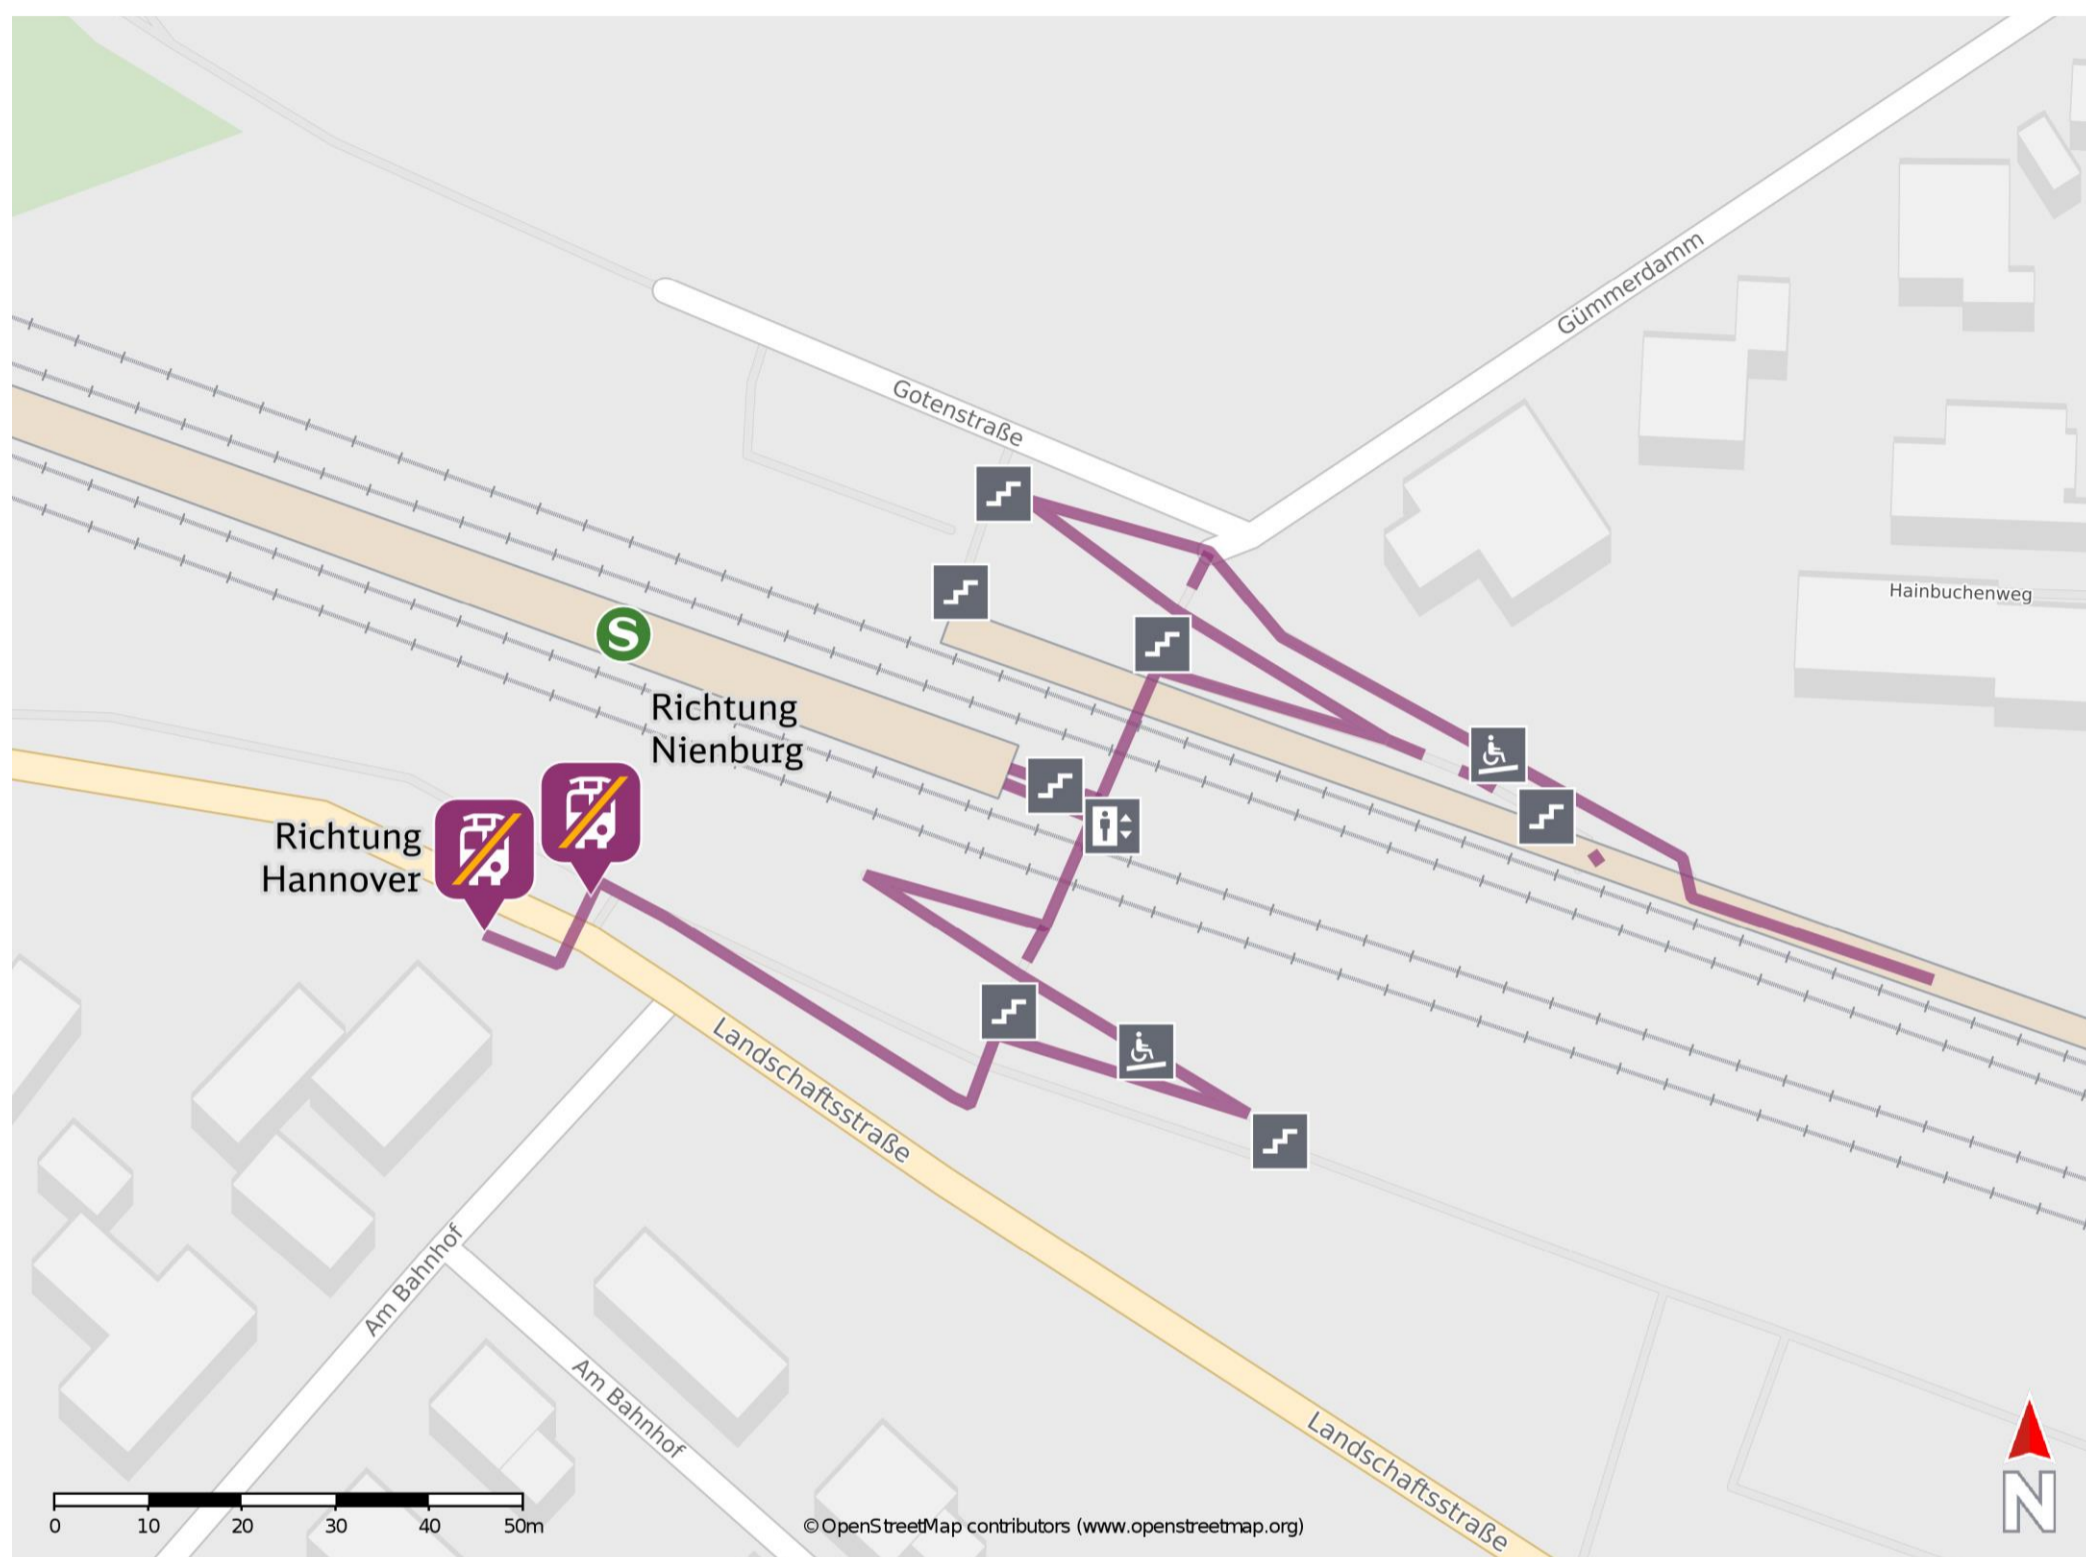 Gümmerdamm
Gotenstraße
Hainbuchenweg
S
Richtung
Nienburg
Richtung
Hannover
Landschaftsstraße
Am Bahnhof
Am Bahnhof
Landschaftsstraße
0 10 20 30 40 50m
© OpenStreetMap contributors (www.openstreetmap.org)
N